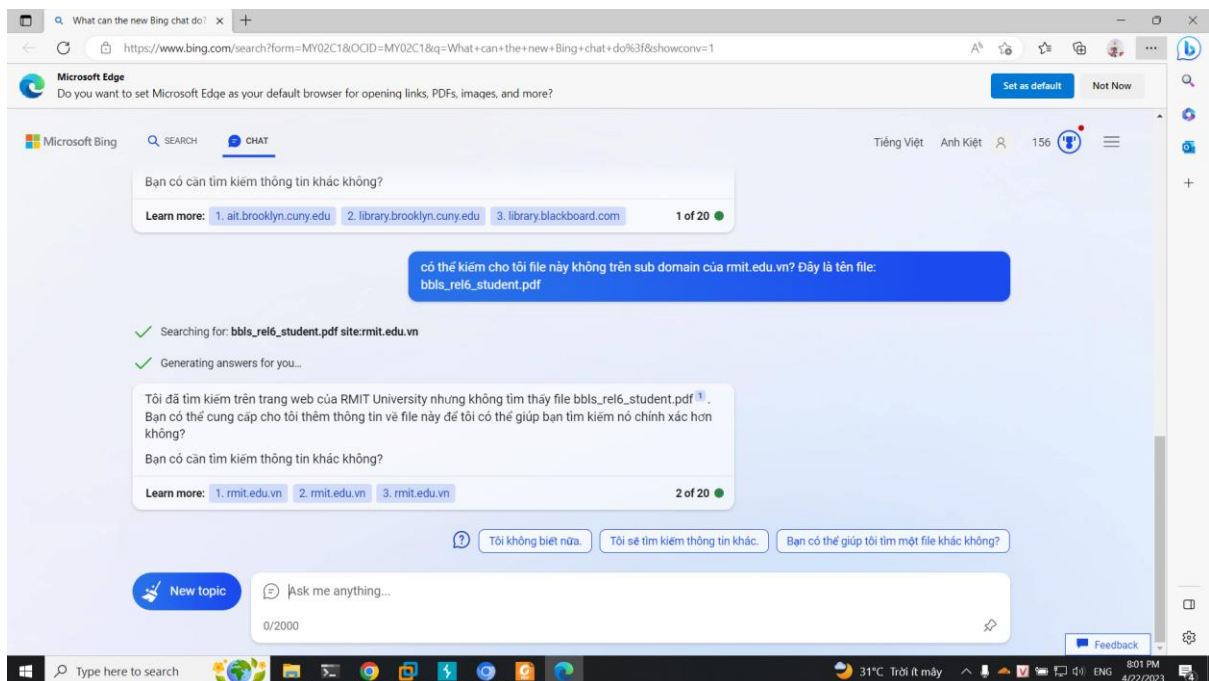 What can the new Bing chat do?
https://www.bing.com/search?form=MY02C1&OCID=MY02C1&q=What+can+the+new+Bing+chat+do%3f&showconv=1
Microsoft Edge
Do you want to set Microsoft Edge as your default browser for opening links, PDFs, images, and more?
Set as default
Not Now
Microsoft Bing
SEARCH
CHAT
Tiếng Việt
Anh Kiệt
156
Bạn có cần tìm kiếm thông tin khác không?
Learn more: 1. ait.brooklyn.cuny.edu 2. library.brooklyn.cuny.edu 3. library.blackboard.com 1 of 20
có thể kiếm cho tôi file này không trên sub domain của rmit.edu.vn? Đây là tên file:
bbls_rel6_student.pdf
Searching for: bbls_rel6_student.pdf site:rmit.edu.vn
Generating answers for you...
Tôi đã tìm kiếm trên trang web của RMIT University nhưng không tìm thấy file bbls_rel6_student.pdf 1 .
Bạn có thể cung cấp cho tôi thêm thông tin về file này để tôi có thể giúp bạn tìm kiếm nó chính xác hơn
không?
Bạn có cần tìm kiếm thông tin khác không?
Learn more: 1. rmit.edu.vn 2. rmit.edu.vn 3. rmit.edu.vn 2 of 20
Tôi không biết nữa.
Tôi sẽ tìm kiếm thông tin khác.
Bạn có thể giúp tôi tìm một file khác không?
New topic
Ask me anything...
0/2000
Feedback
Type here to search
31°C Trời ít mây
ENG
8:01 PM
4/22/2023